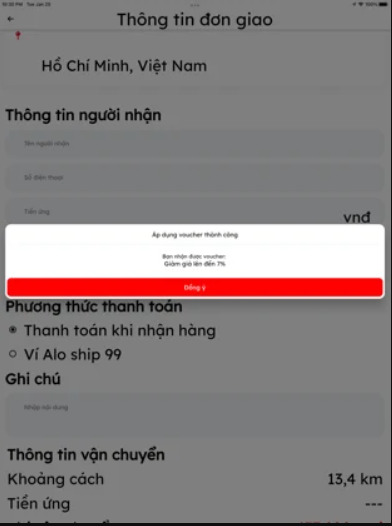 10:33 PM Tue Jan 23
Thông tin đơn giao
Hồ Chí Minh, Việt Nam
Thông tin người nhận
Tên người nhận
Số điện thoại
Tiền ứng
vnđ
Áp dụng voucher thành công
Bạn nhận được voucher:
Giảm giá lên đến 7%
Đồng ý
Phương thức thanh toán
Thanh toán khi nhận hàng
Ví Alo ship 99
Ghi chú
Nhập nội dung
Thông tin vận chuyển
Khoảng cách 13,4 km
Tiền ứng ---